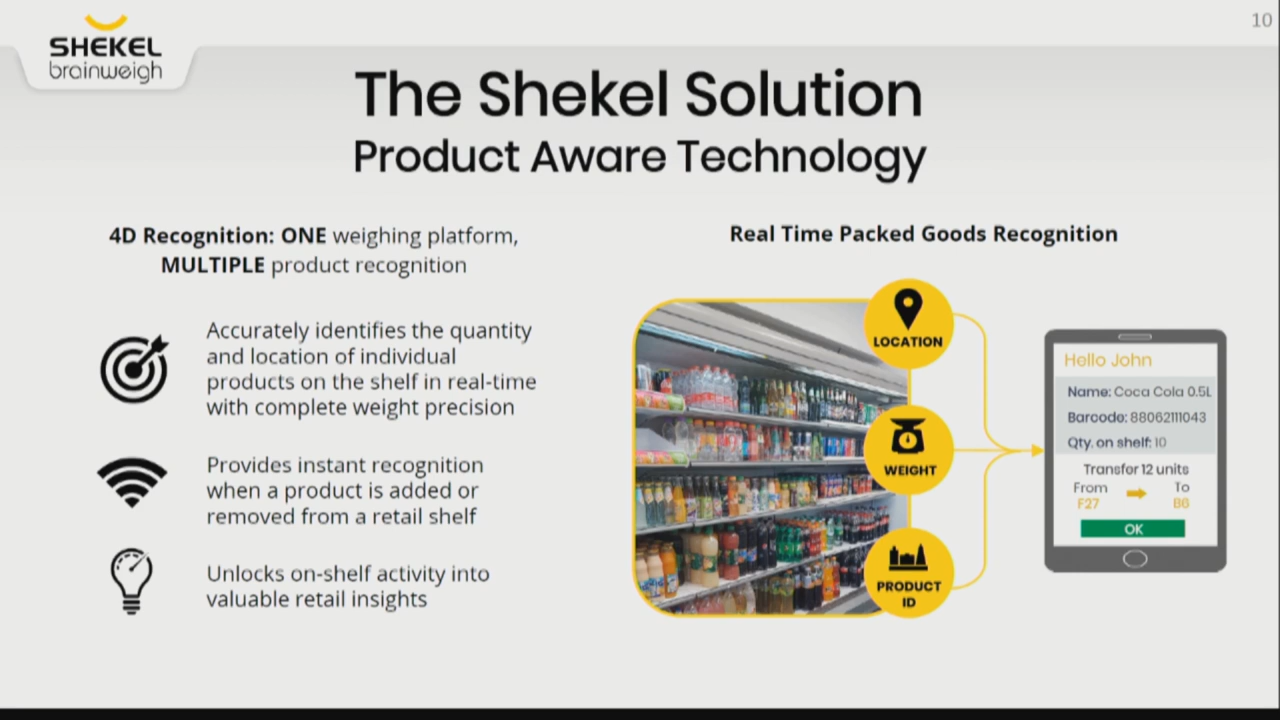 10
SHEKEL
brainweigh
The Shekel Solution
Product Aware Technology
4D Recognition: ONE weighing platform,
MULTIPLE product recognition
Accurately identifies the quantity
and location of individual
products on the shelf in real-time
with complete weight precision
Provides instant recognition
when a product is added or
removed from a retail shelf
Unlocks on-shelf activity into
valuable retail insights
Real Time Packed Goods Recognition
LOCATION
WEIGHT
PRODUCT
ID
Hello John
Name: Coca Cola 0.5L
Barcode: 88062111043
Qty. on shelf: 10
Transfer 12 units
From To
F27 B6
OK